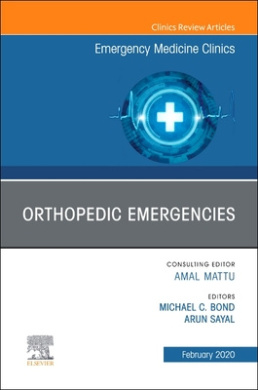 Clinics Review Articles
Emergency Medicine Clinics
ORTHOPEDIC EMERGENCIES
CONSULTING EDITOR
AMAL MATTU
EDITORS
MICHAEL C. BOND
ARUN SAYAL
ELSEVIER
February 2020